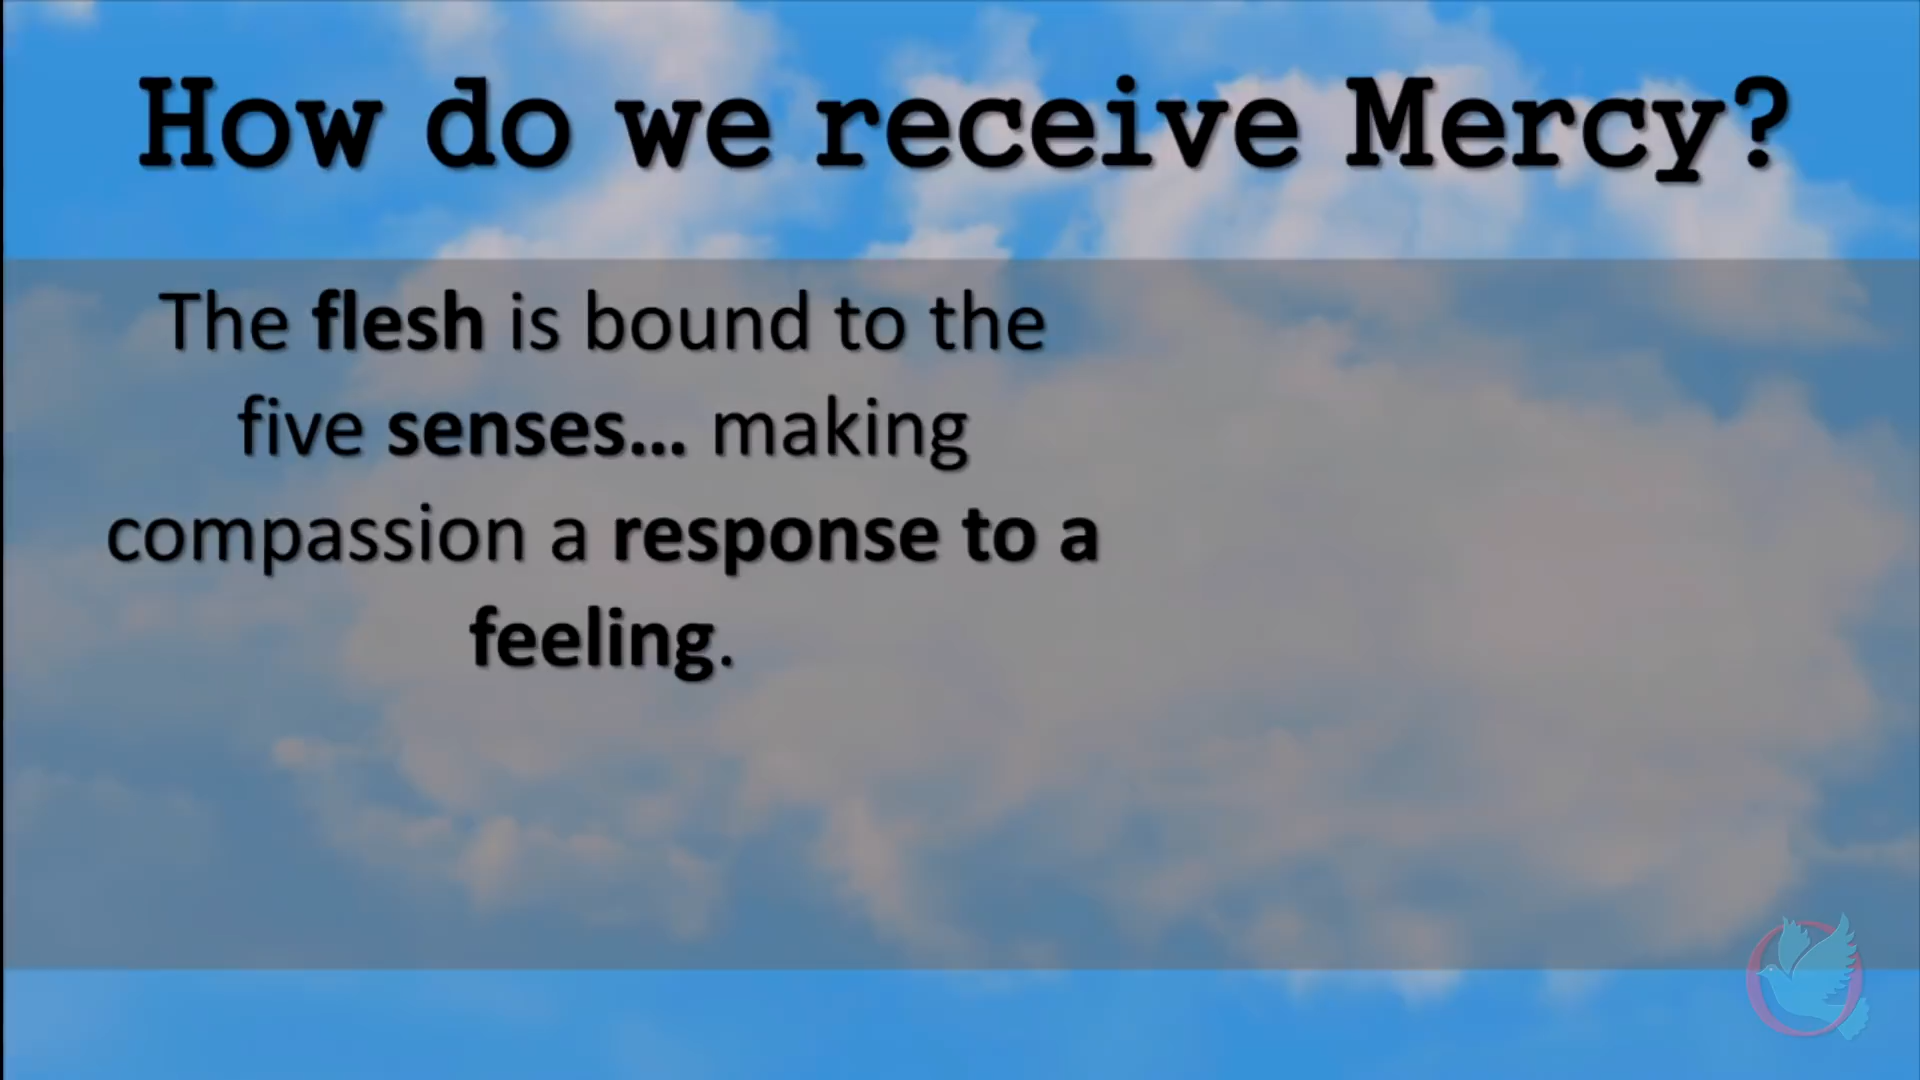 How do we receive Mercy?
The flesh is bound to the
five senses... making
compassion a response to a
feeling.